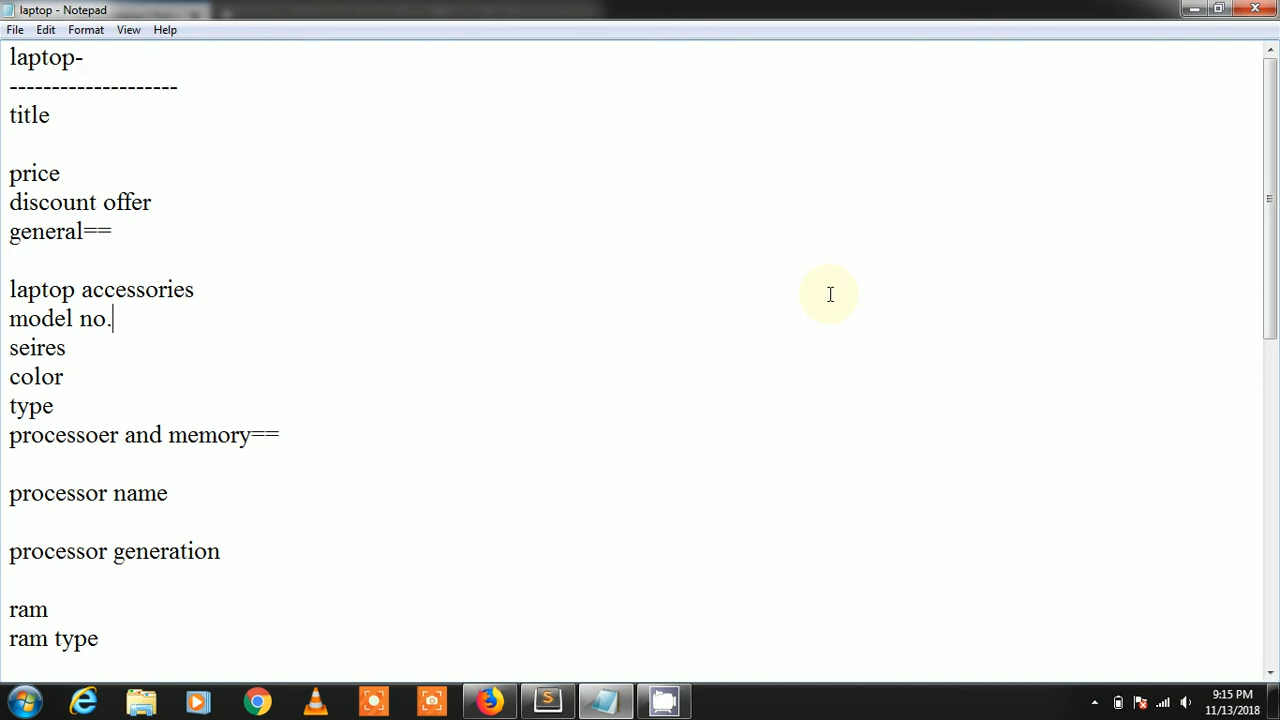 laptop - Notepad
File Edit Format View Help
laptop-
--------------------
title
price
discount offer
general==
laptop accessories
model no.
seires
color
type
processoer and memory==
processor name
processor generation
ram
ram type
9:15 PM
11/13/2018